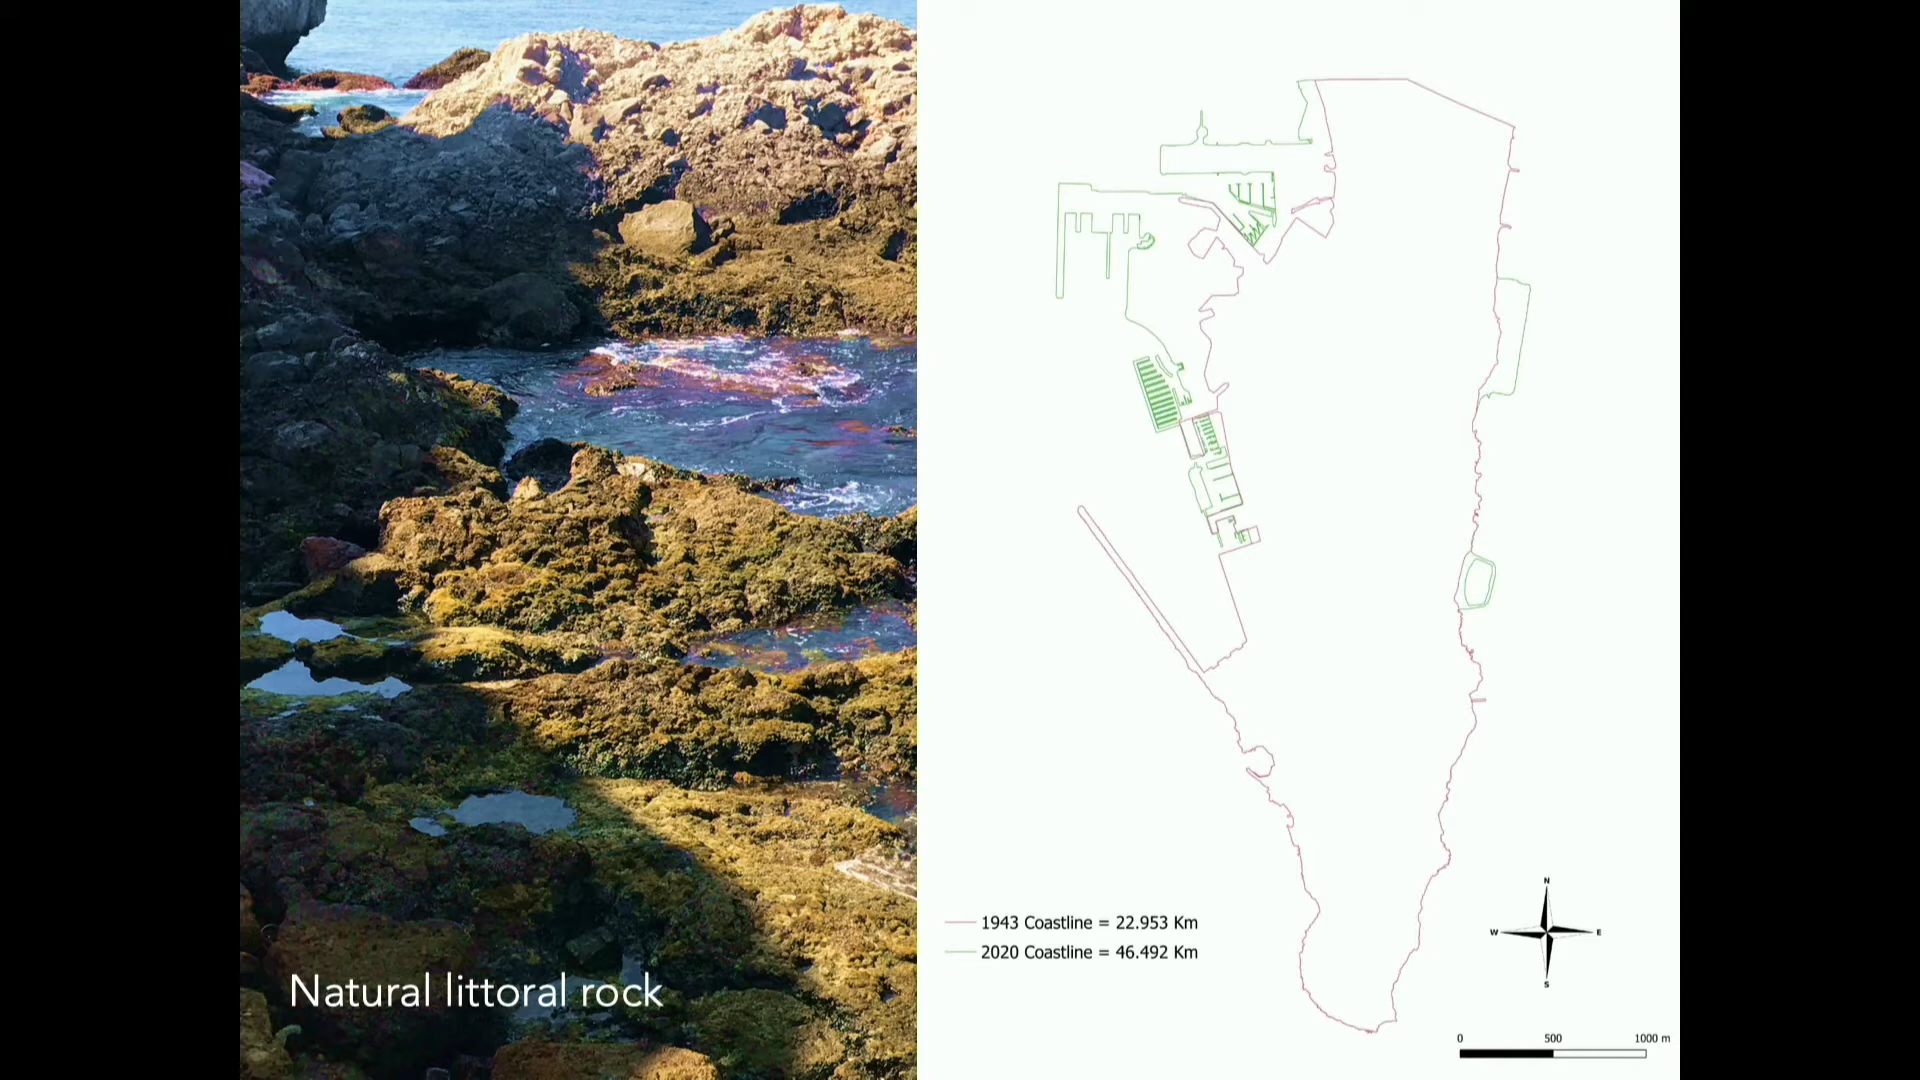 Natural littoral rock
1943 Coastline = 22.953 Km
2020 Coastline = 46.492 Km
N
W E
S
0 500 1000 m